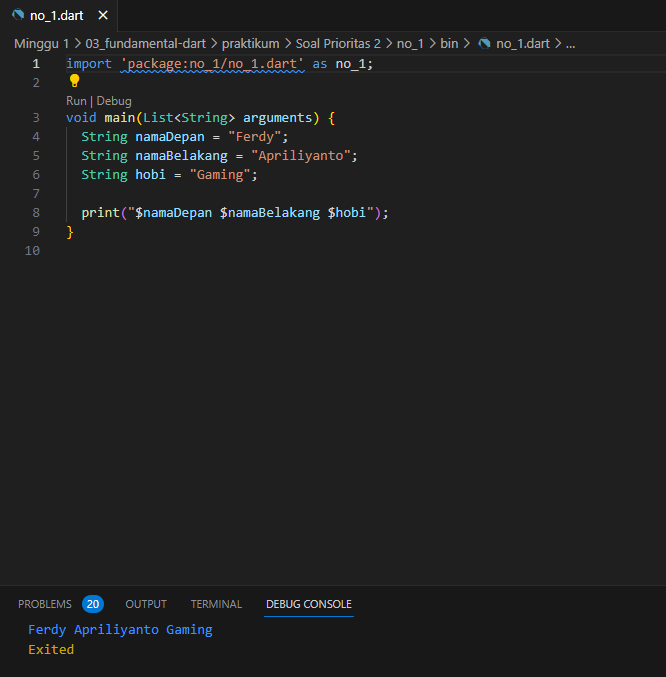 no_1.dart
Minggu 1 > 03_fundamental-dart > praktikum > Soal Prioritas 2 > no_1 > bin > no_1.dart > ...
1 import 'package:no_1/no_1.dart' as no_1;
2
Run | Debug
3 void main(List<String> arguments) {
4 String namaDepan = "Ferdy";
5 String namaBelakang = "Apriliyanto";
6 String hobi = "Gaming";
7
8 print("$namaDepan $namaBelakang $hobi");
9 }
10
PROBLEMS 20 OUTPUT TERMINAL DEBUG CONSOLE
Ferdy Apriliyanto Gaming
Exited